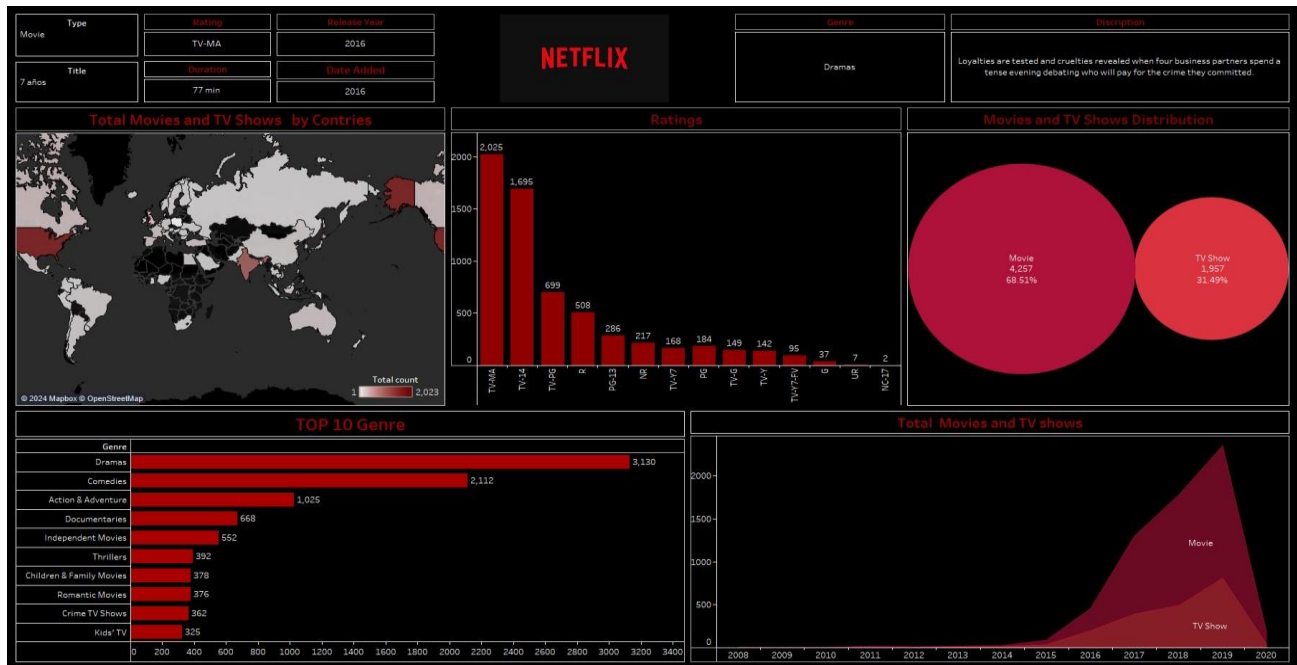 Type
Movie
Rating
TV-MA
Release Year
2016
Title
7 años
Duration
77 min
Date Added
2016
NETFLIX
Genre
Dramas
Discription
Loyalties are tested and cruelties revealed when four business partners spend a
tense evening debating who will pay for the crime they committed.
Total Movies and TV Shows by Contries
Total count
1
2,023
© 2024 Mapbox © OpenStreetMap
Ratings
2000
1500
1000
500
0
2,025
1,695
699
508
286
217
168
184
149
142
95
37
7
2
TV-MA
TV-14
TV-PG
R
PG-13
NR
TV-Y7
PG
TV-G
TV-Y
TV-Y7-FV
G
UR
NC-17
Movies and TV Shows Distribution
Movie
4,257
68.51%
TV Show
1,957
31.49%
TOP 10 Genre
Genre
Dramas 3,130
Comedies 2,112
Action & Adventure 1,025
Documentaries 668
Independent Movies 552
Thrillers 392
Children & Family Movies 378
Romantic Movies 376
Crime TV Shows 362
Kids' TV 325
0 200 400 600 800 1000 1200 1400 1600 1800 2000 2200 2400 2600 2800 3000 3200 3400
Total Movies and TV shows
2000
1500
1000
500
0
Movie
TV Show
2008 2009 2010 2011 2012 2013 2014 2015 2016 2017 2018 2019 2020